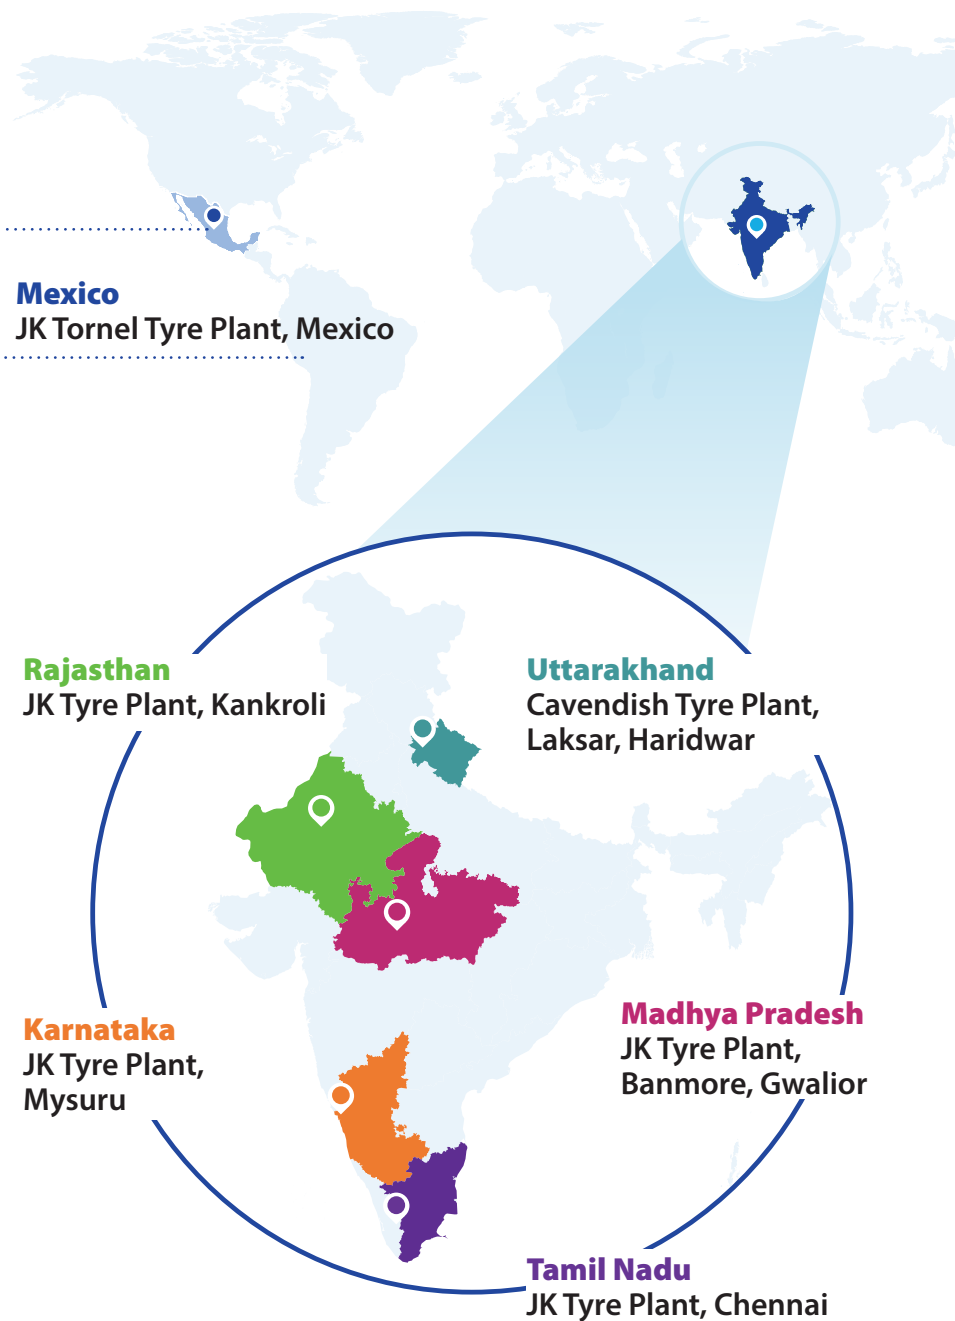 Mexico
JK Tornel Tyre Plant, Mexico
Rajasthan
JK Tyre Plant, Kankroli
Uttarakhand
Cavendish Tyre Plant,
Laksar, Haridwar
Karnataka
JK Tyre Plant,
Mysuru
Madhya Pradesh
JK Tyre Plant,
Banmore, Gwalior
Tamil Nadu
JK Tyre Plant, Chennai